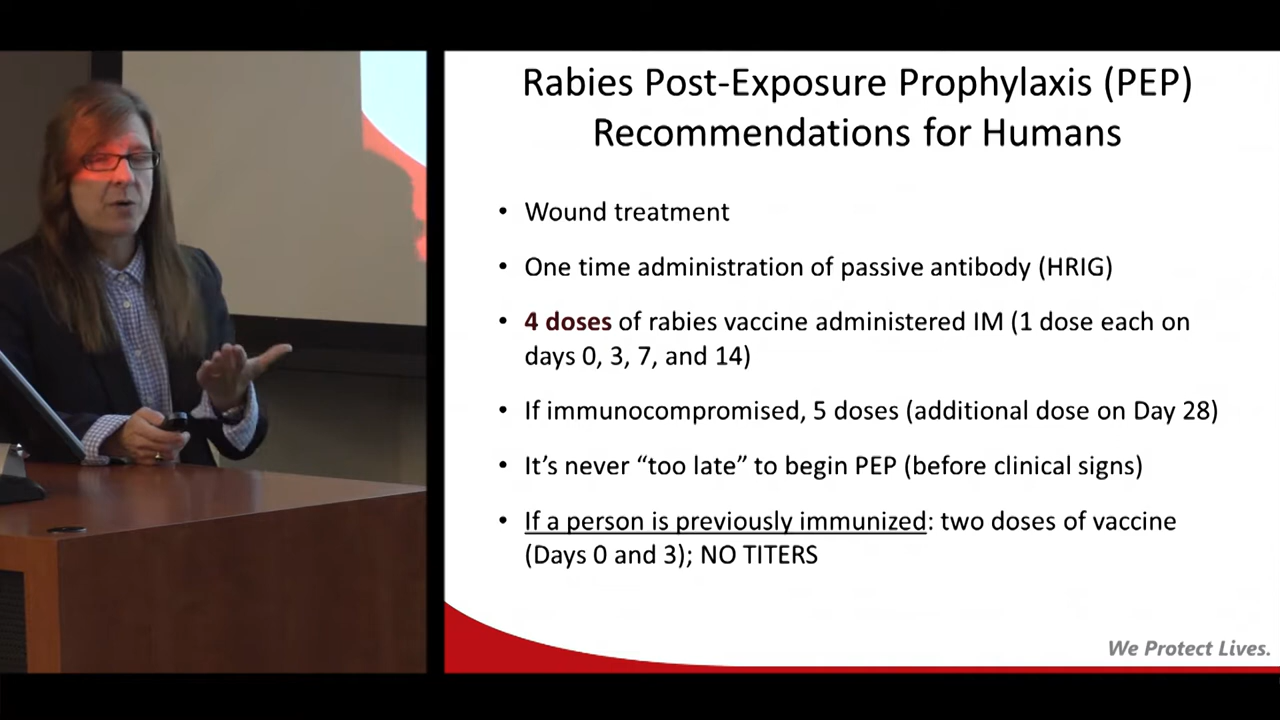 Rabies Post-Exposure Prophylaxis (PEP)
Recommendations for Humans
• Wound treatment
• One time administration of passive antibody (HRIG)
• 4 doses of rabies vaccine administered IM (1 dose each on
days 0, 3, 7, and 14)
• If immunocompromised, 5 doses (additional dose on Day 28)
• It’s never “too late” to begin PEP (before clinical signs)
• If a person is previously immunized: two doses of vaccine
(Days 0 and 3); NO TITERS
We Protect Lives.